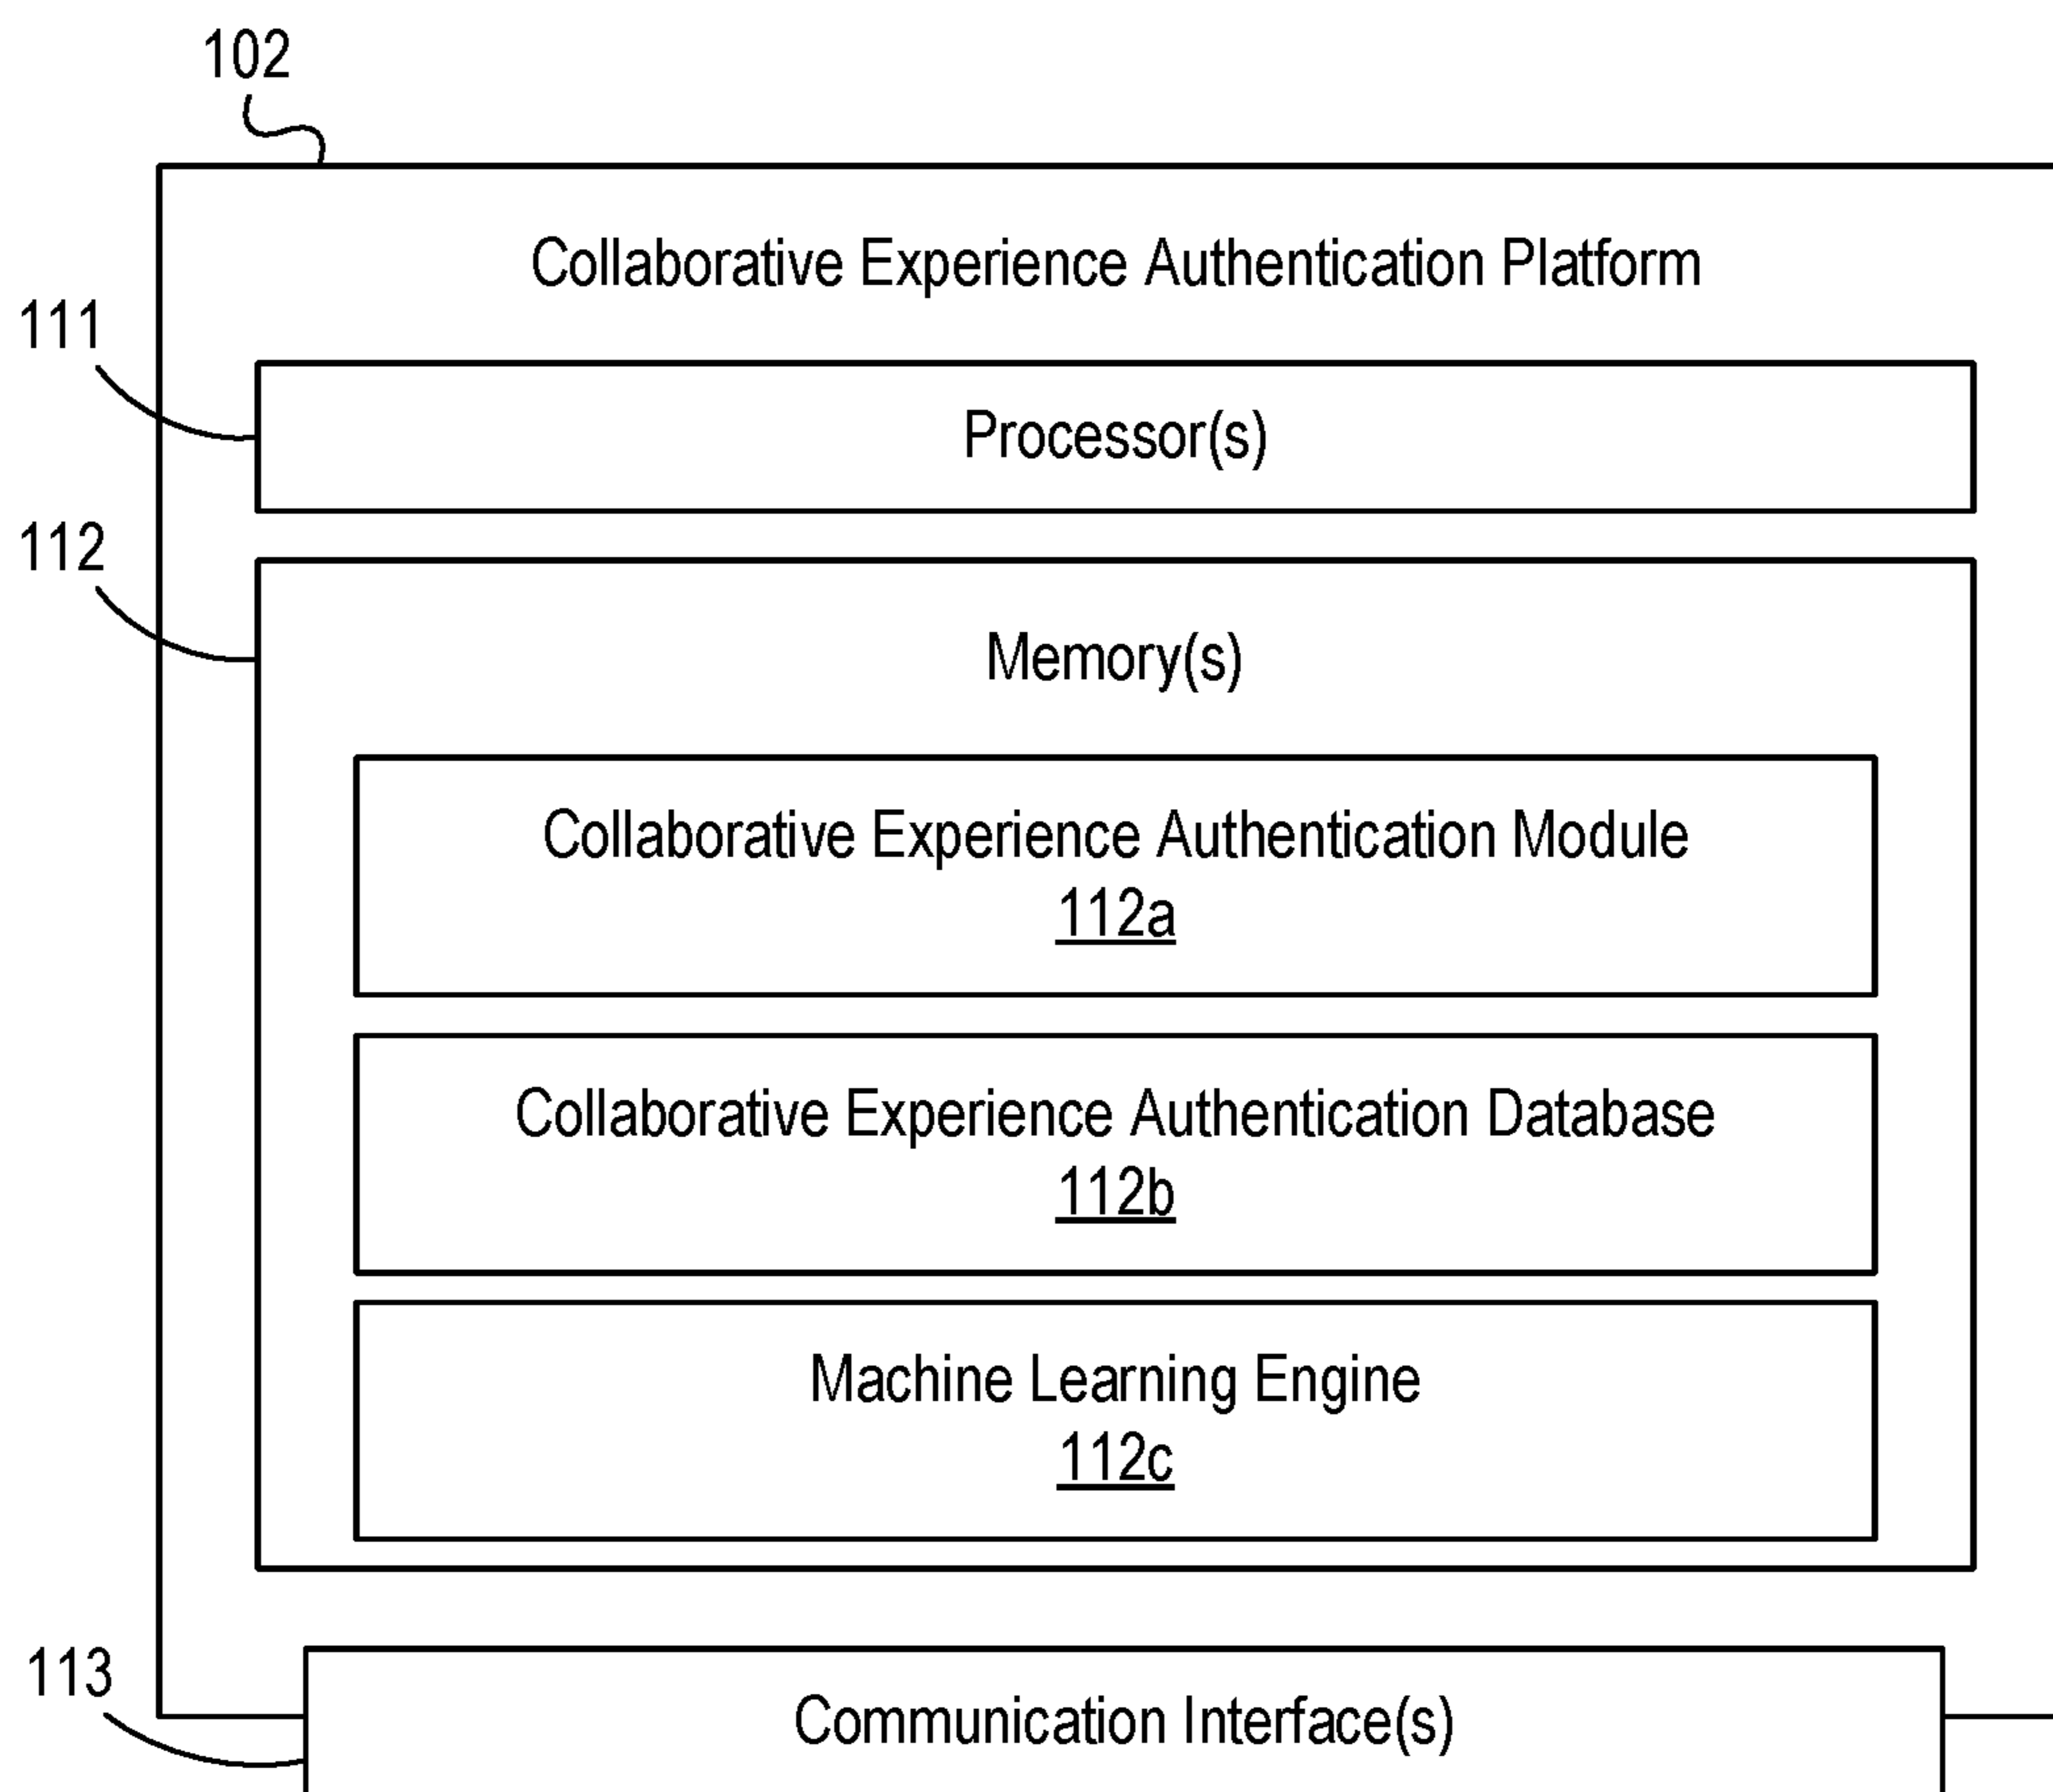 102
Collaborative Experience Authentication Platform
111
Processor(s)
112
Memory(s)
Collaborative Experience Authentication Module
112a
Collaborative Experience Authentication Database
112b
Machine Learning Engine
112c
113
Communication Interface(s)